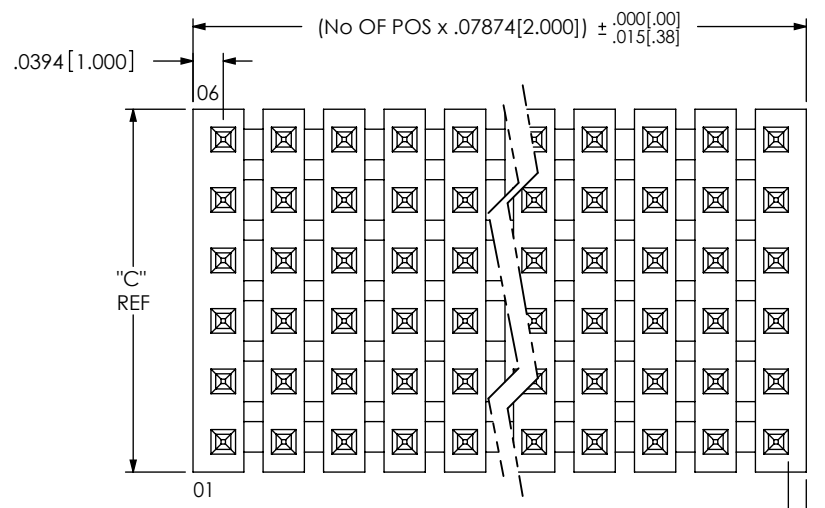 (No OF POS x .07874[2.000]) ± .000[.00]
.015[.38]
.0394[1.000]
06
"C"
REF
01